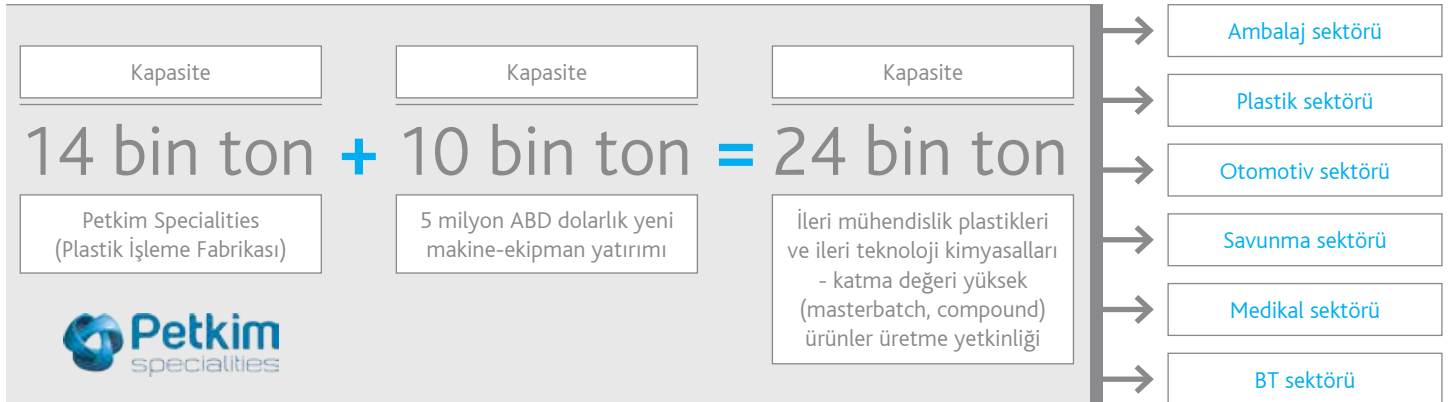 Kapasite
14 bin ton
Petkim Specialities
(Plastik İşleme Fabrikası)
+
Kapasite
10 bin ton
5 milyon ABD dolarlık yeni
makine-ekipman yatırımı
=
Kapasite
24 bin ton
İleri mühendislik plastikleri
ve ileri teknoloji kimyasalları
- katma değeri yüksek
(masterbatch, compound)
ürünler üretme yetkinliği
Petkim
specialities
Ambalaj sektörü
Plastik sektörü
Otomotiv sektörü
Savunma sektörü
Medikal sektörü
BT sektörü